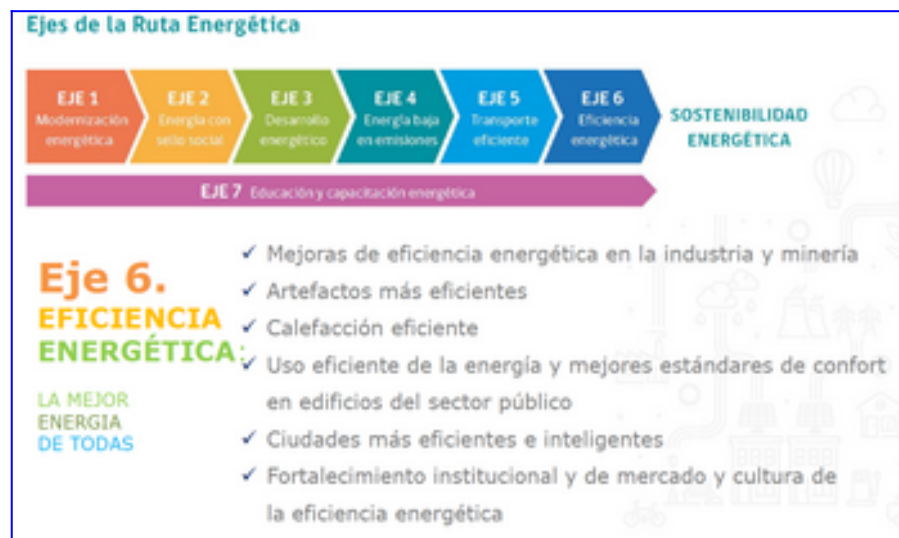 Ejes de la Ruta Energética
EJE 1
Modernización
energética
EJE 2
Energía con
sello social
EJE 3
Desarrollo
energético
EJE 4
Energía baja
en emisiones
EJE 5
Transporte
eficiente
EJE 6
Eficiencia
energética
SOSTENIBILIDAD
ENERGÉTICA
EJE 7 Educación y capacitación energética
Eje 6.
EFICIENCIA
ENERGÉTICA:
LA MEJOR
ENERGIA
DE TODAS
✓ Mejoras de eficiencia energética en la industria y minería
✓ Artefactos más eficientes
✓ Calefacción eficiente
✓ Uso eficiente de la energía y mejores estándares de confort
en edificios del sector público
✓ Ciudades más eficientes e inteligentes
✓ Fortalecimiento institucional y de mercado y cultura de
la eficiencia energética